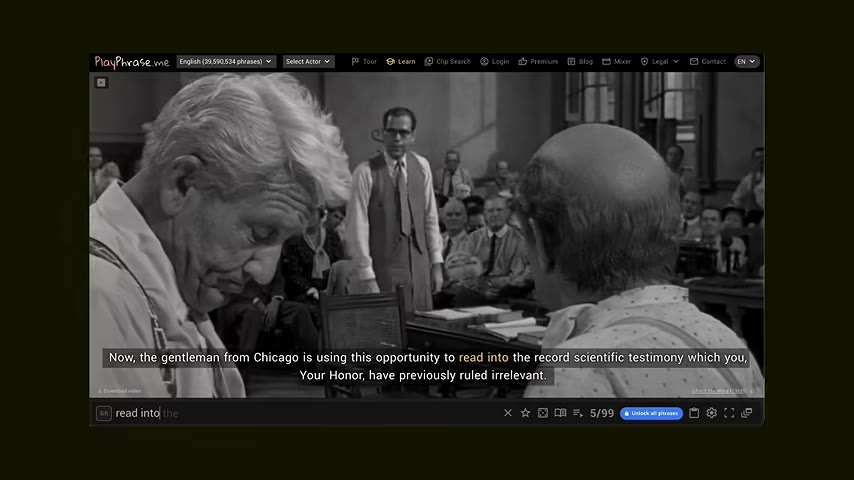 PlayPhrase.me English (39,590,534 phrases) Select Actor Tour Learn Clip Search Login Premium Blog Mixer Legal Contact EN
Now, the gentleman from Chicago is using this opportunity to read into the record scientific testimony which you,
Your Honor, have previously ruled irrelevant.
Download video
GR read into the 5/99 Unlock all phrases